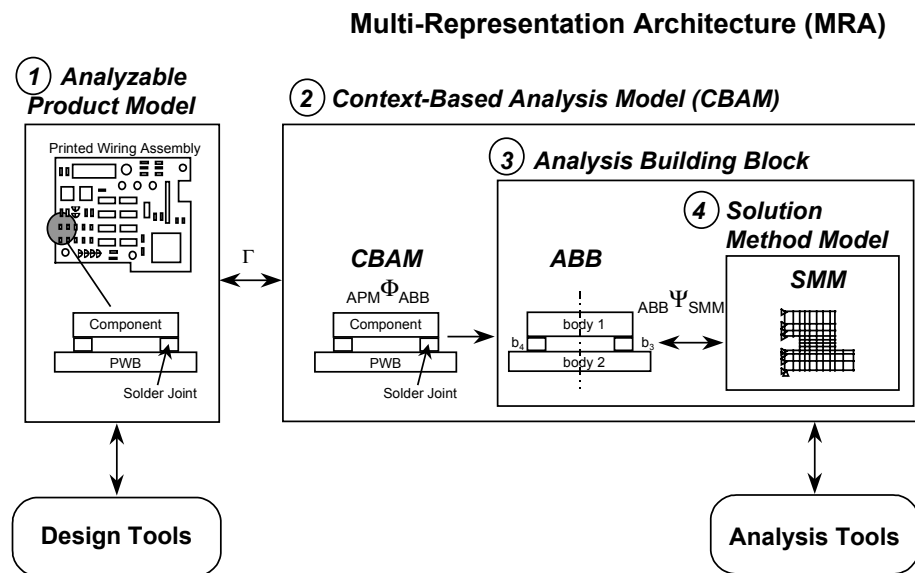 Multi-Representation Architecture (MRA)
1 Analyzable
Product Model
Printed Wiring Assembly
Component
PWB
Solder Joint
Γ
2 Context-Based Analysis Model (CBAM)
CBAM
APMΦABB
Component
PWB
Solder Joint
3 Analysis Building Block
ABB
body 1
b4
b3
body 2
ABBΨSMM
4 Solution
Method Model
SMM
Design Tools
Analysis Tools